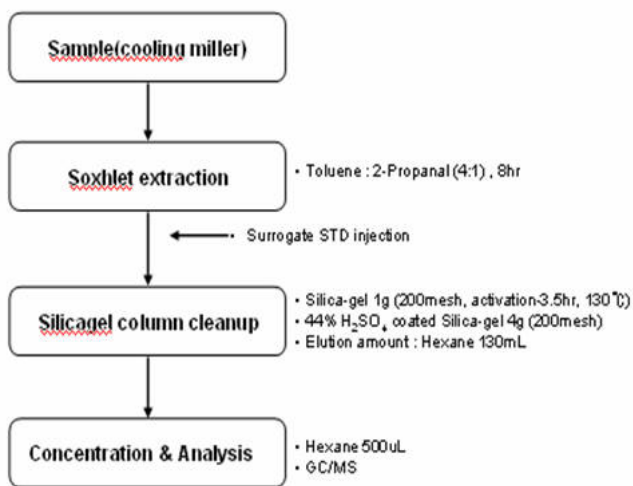 Sample(cooling miller)
Soxhlet extraction
• Toluene : 2-Propanal (4:1) , 8hr
• Surrogate STD injection
Silicagel column cleanup
• Silica-gel 1g (200mesh, activation-3.5hr, 130℃)
• 44% H₂SO₄ coated Silica-gel 4g (200mesh)
• Elution amount : Hexane 130mL
Concentration & Analysis
• Hexane 500uL
• GC/MS